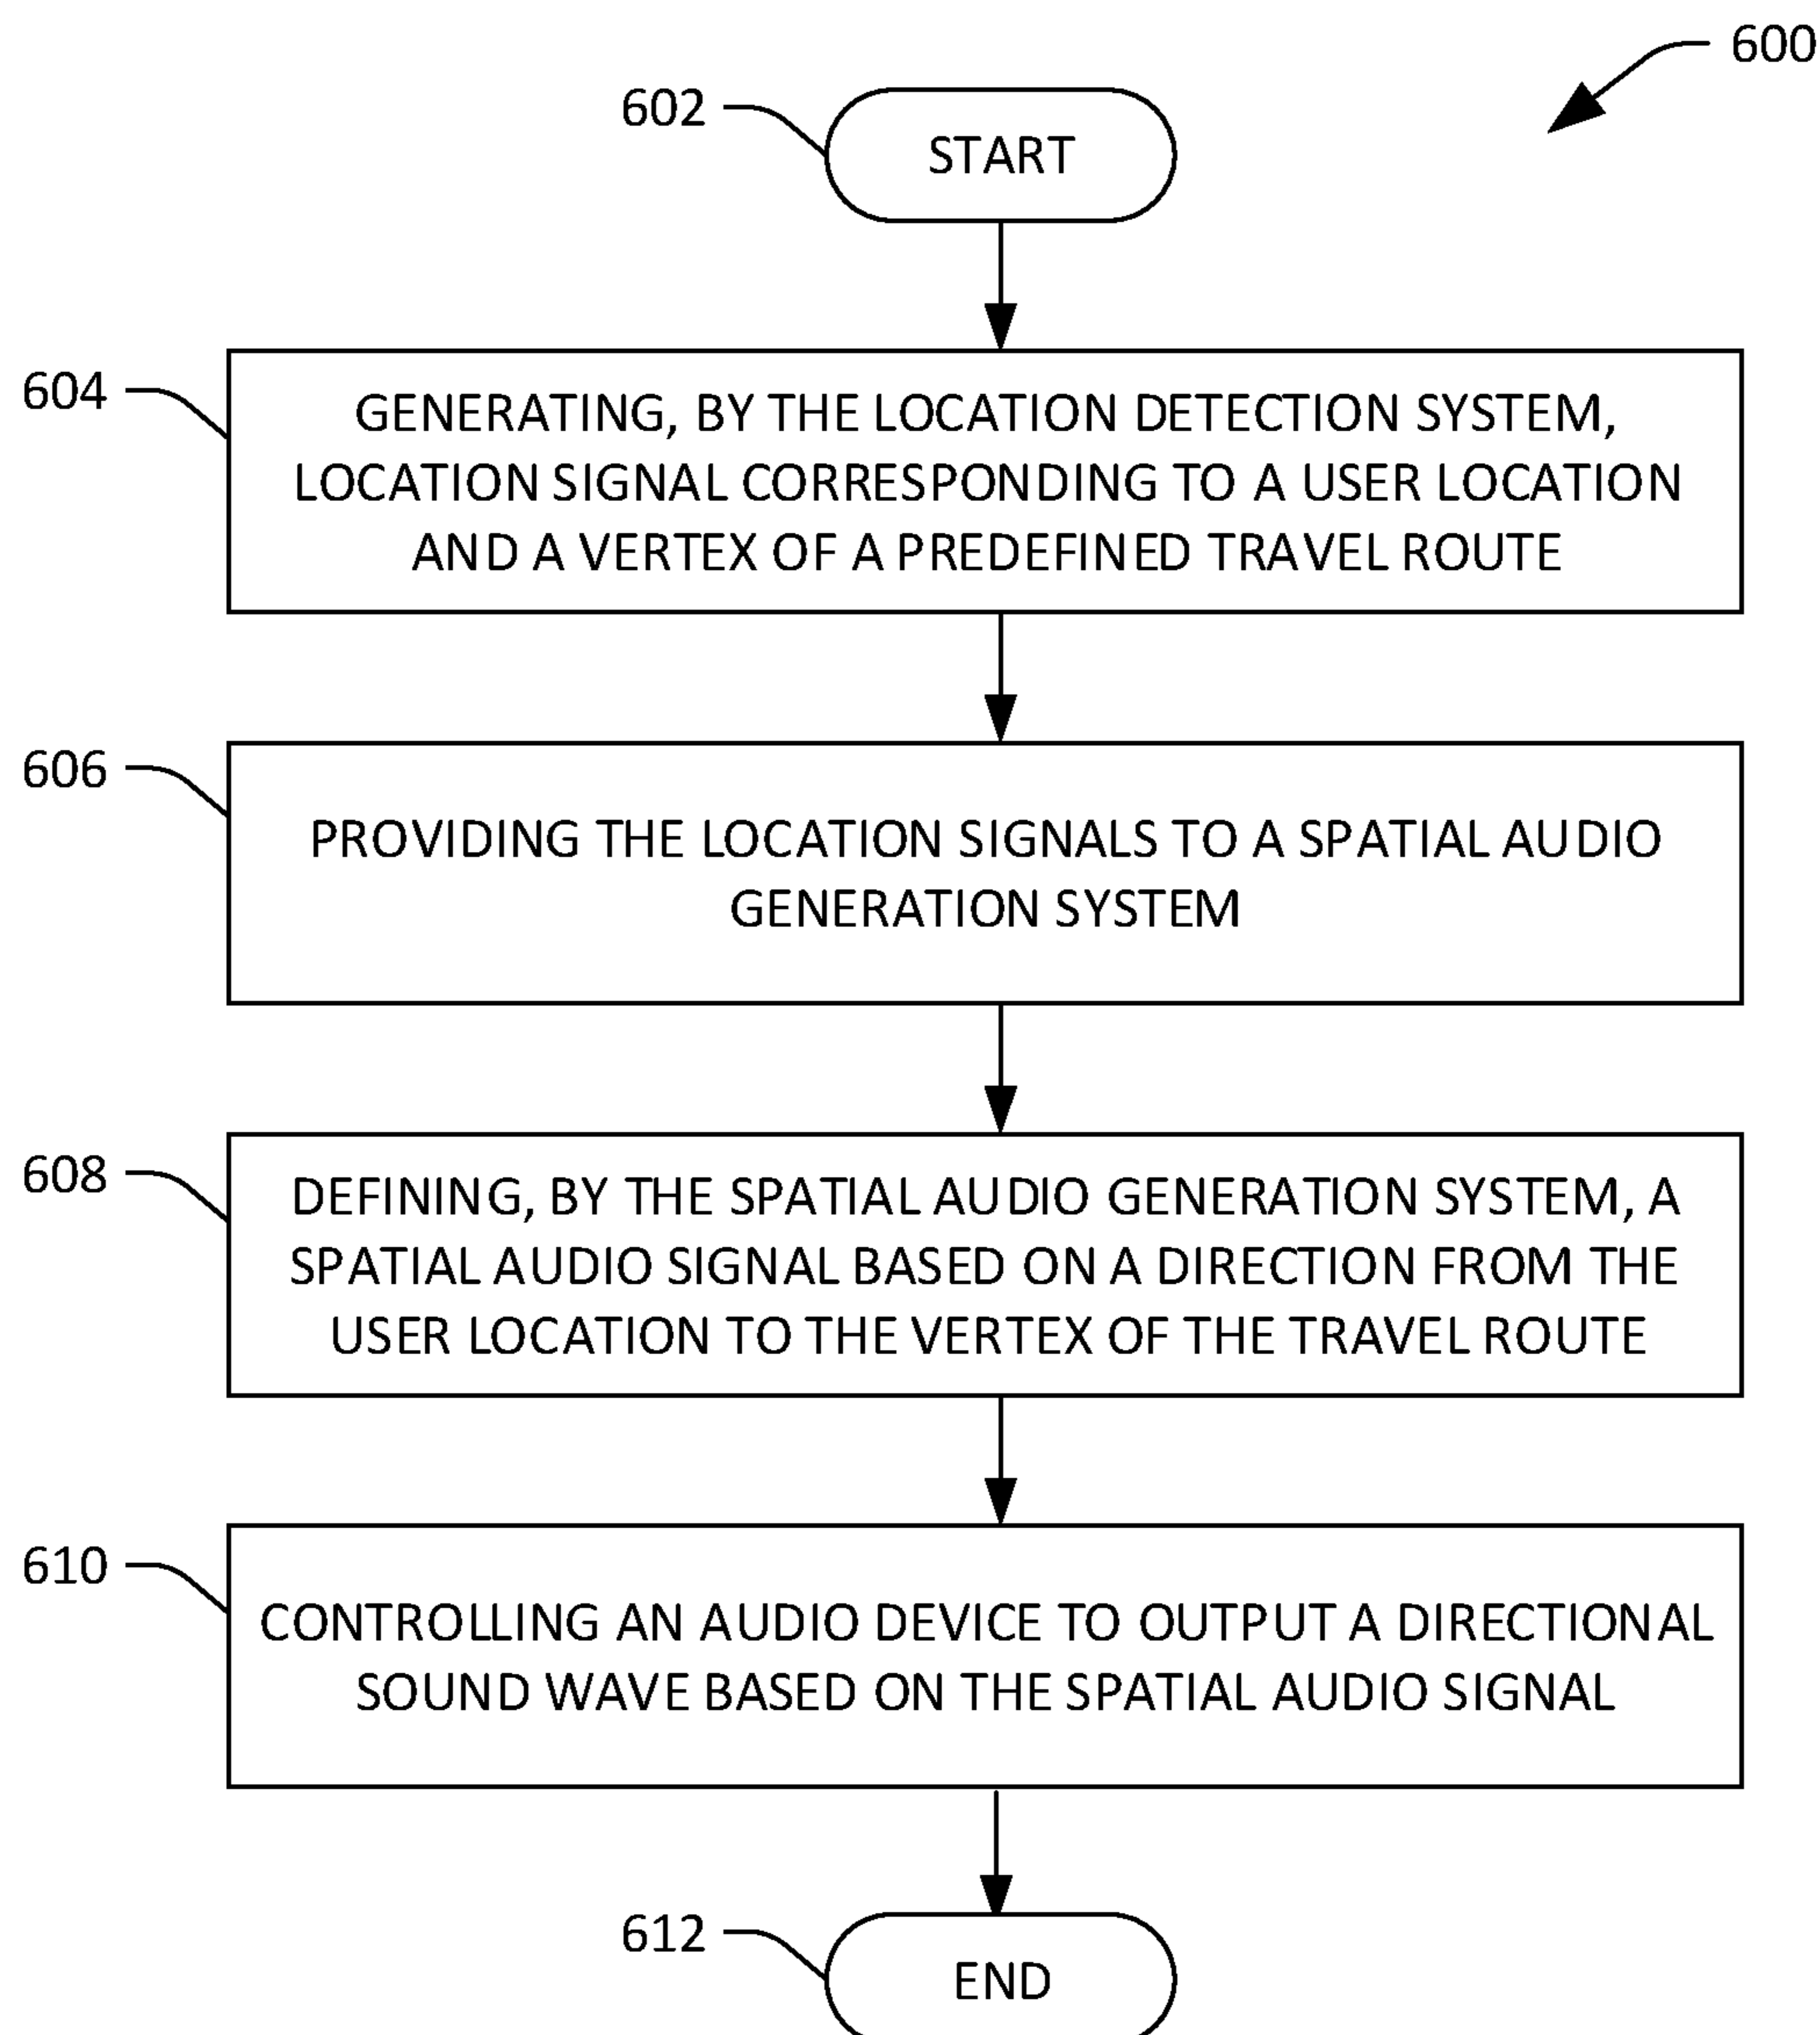 600
602
START
604
GENERATING, BY THE LOCATION DETECTION SYSTEM,
LOCATION SIGNAL CORRESPONDING TO A USER LOCATION
AND A VERTEX OF A PREDEFINED TRAVEL ROUTE
606
PROVIDING THE LOCATION SIGNALS TO A SPATIAL AUDIO
GENERATION SYSTEM
608
DEFINING, BY THE SPATIAL AUDIO GENERATION SYSTEM, A
SPATIAL AUDIO SIGNAL BASED ON A DIRECTION FROM THE
USER LOCATION TO THE VERTEX OF THE TRAVEL ROUTE
610
CONTROLLING AN AUDIO DEVICE TO OUTPUT A DIRECTIONAL
SOUND WAVE BASED ON THE SPATIAL AUDIO SIGNAL
612
END